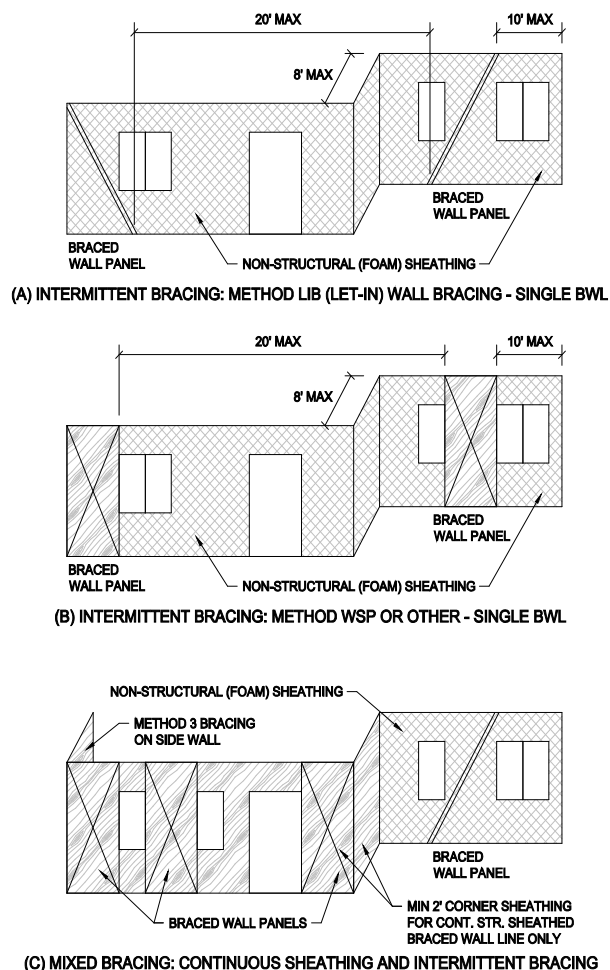 20' MAX
10' MAX
8' MAX
BRACED
WALL PANEL
BRACED
WALL PANEL
NON-STRUCTURAL (FOAM) SHEATHING
(A) INTERMITTENT BRACING: METHOD LIB (LET-IN) WALL BRACING - SINGLE BWL
20' MAX
10' MAX
8' MAX
BRACED
WALL PANEL
BRACED
WALL PANEL
NON-STRUCTURAL (FOAM) SHEATHING
(B) INTERMITTENT BRACING: METHOD WSP OR OTHER - SINGLE BWL
NON-STRUCTURAL (FOAM) SHEATHING
METHOD 3 BRACING
ON SIDE WALL
BRACED
WALL PANEL
BRACED WALL PANELS
MIN 2' CORNER SHEATHING
FOR CONT. STR. SHEATHED
BRACED WALL LINE ONLY
(C) MIXED BRACING: CONTINUOUS SHEATHING AND INTERMITTENT BRACING